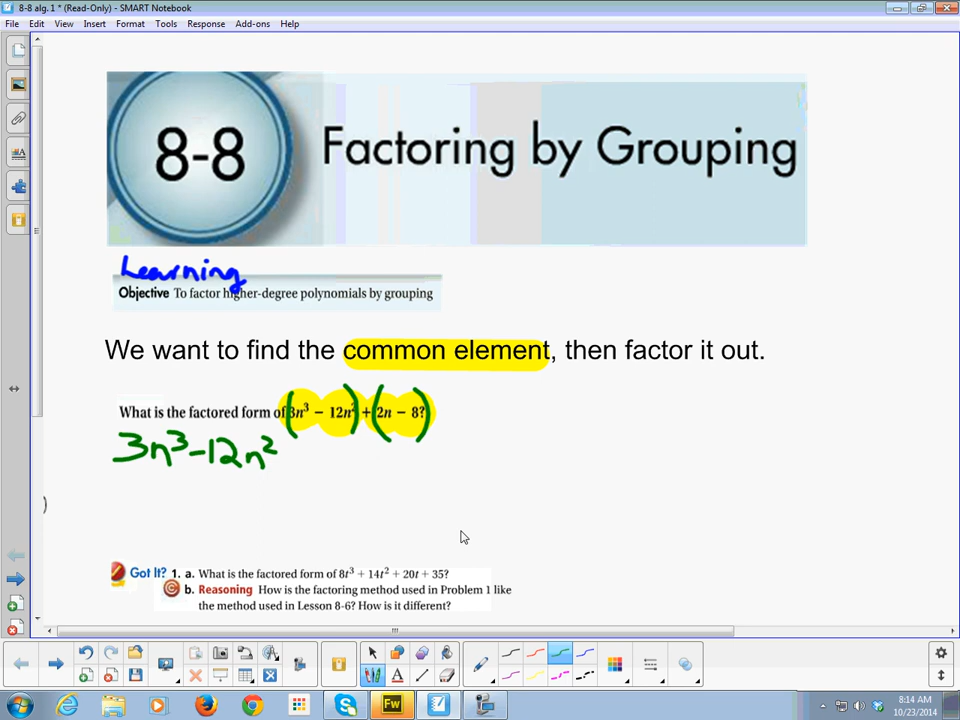 8-8 alg.1 * (Read-Only) - SMART Notebook
File Edit View Insert Format Tools Response Add-ons Help
8-8 Factoring by Grouping
Learning
Objective To factor higher-degree polynomials by grouping
We want to find the common element, then factor it out.
What is the factored form of (3n³ − 12n²) + (2n − 8?)
3n³-12n²
)
Got It? 1. a. What is the factored form of 8t³ + 14t² + 20t + 35?
b. Reasoning How is the factoring method used in Problem 1 like
the method used in Lesson 8-6? How is it different?
Fw
8:14 AM
10/23/2014